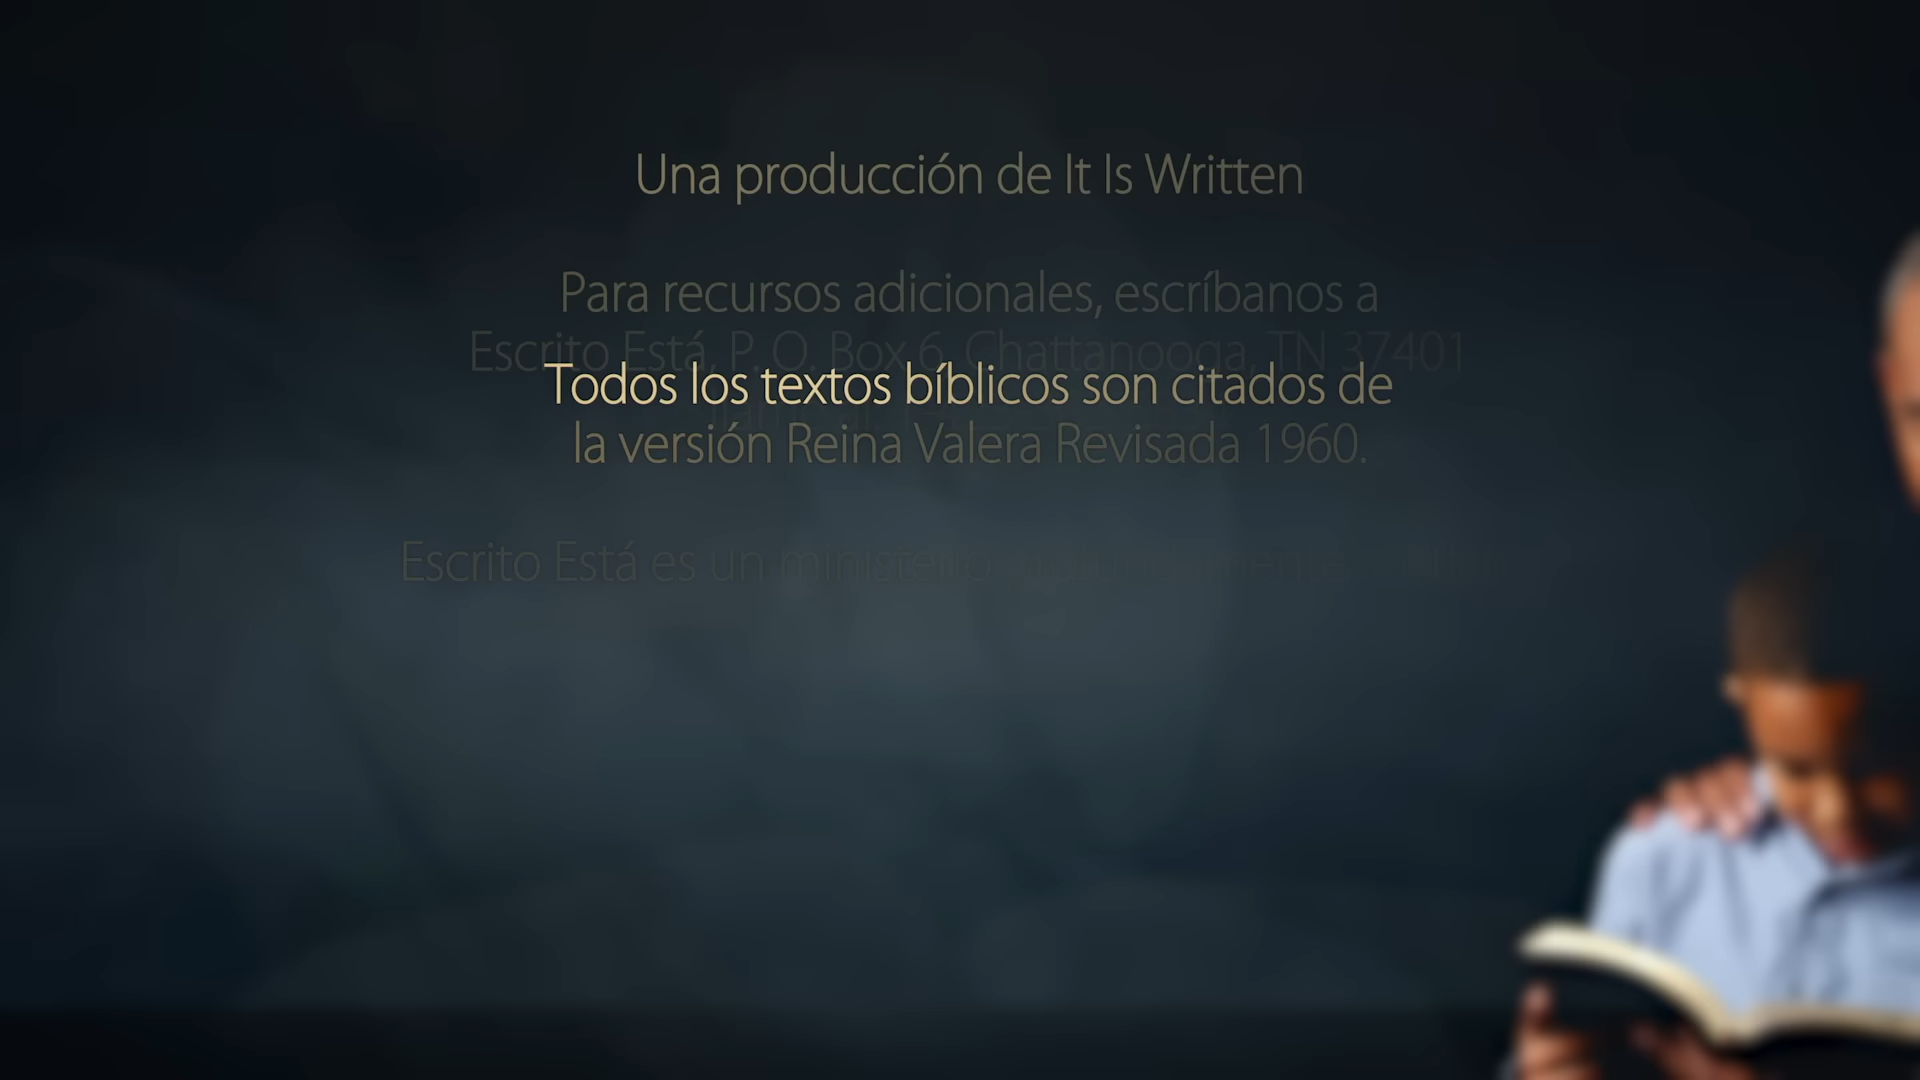 Una producción de It Is Written
Para recursos adicionales, escríbanos a
Escrito Está, P. O. Box 6, Chattanooga, TN 37401
Todos los textos bíblicos son citados de
la versión Reina Valera Revisada 1960.
Escrito Está es un ministerio